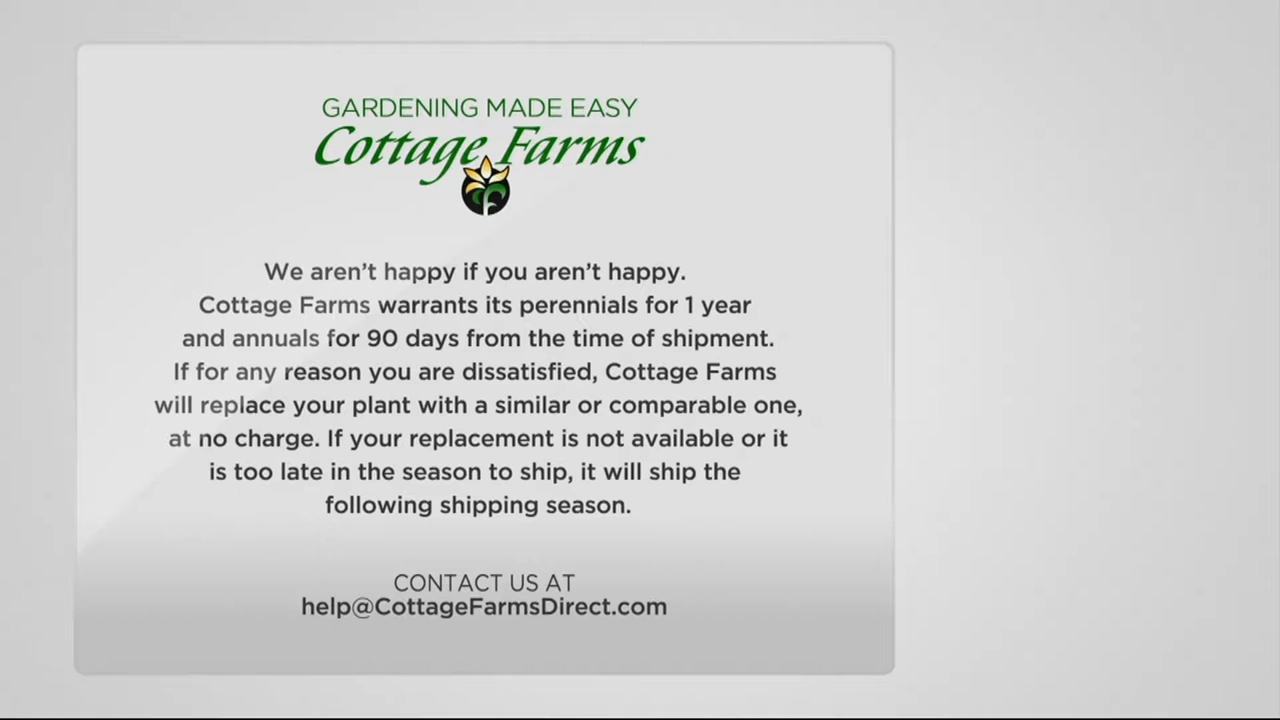 GARDENING MADE EASY
Cottage Farms
We aren't happy if you aren't happy.
Cottage Farms warrants its perennials for 1 year
and annuals for 90 days from the time of shipment.
If for any reason you are dissatisfied, Cottage Farms
will replace your plant with a similar or comparable one,
at no charge. If your replacement is not available or it
is too late in the season to ship, it will ship the
following shipping season.
CONTACT US AT
help@CottageFarmsDirect.com